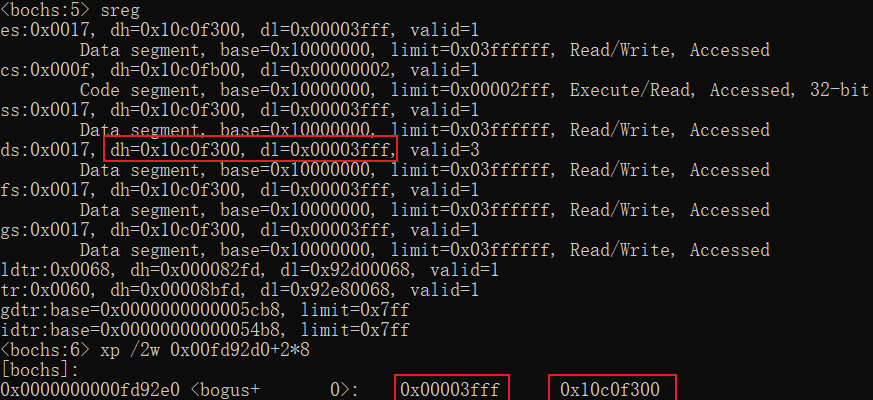 <bochs:5> sreg
es:0x0017, dh=0x10c0f300, dl=0x00003fff, valid=1
        Data segment, base=0x10000000, limit=0x03ffffff, Read/Write, Accessed
cs:0x000f, dh=0x10c0fb00, dl=0x00000002, valid=1
        Code segment, base=0x10000000, limit=0x00002fff, Execute/Read, Accessed, 32-bit
ss:0x0017, dh=0x10c0f300, dl=0x00003fff, valid=1
        Data segment, base=0x10000000, limit=0x03ffffff, Read/Write, Accessed
ds:0x0017, dh=0x10c0f300, dl=0x00003fff, valid=3
        Data segment, base=0x10000000, limit=0x03ffffff, Read/Write, Accessed
fs:0x0017, dh=0x10c0f300, dl=0x00003fff, valid=1
        Data segment, base=0x10000000, limit=0x03ffffff, Read/Write, Accessed
gs:0x0017, dh=0x10c0f300, dl=0x00003fff, valid=1
        Data segment, base=0x10000000, limit=0x03ffffff, Read/Write, Accessed
ldtr:0x0068, dh=0x000082fd, dl=0x92d00068, valid=1
tr:0x0060, dh=0x00008bfd, dl=0x92e80068, valid=1
gdtr:base=0x0000000000005cb8, limit=0x7ff
idtr:base=0x00000000000054b8, limit=0x7ff
<bochs:6> xp /2w 0x00fd92d0+2*8
[bochs]:
0x0000000000fd92e0 <bogus+       0>:    0x00003fff      0x10c0f300